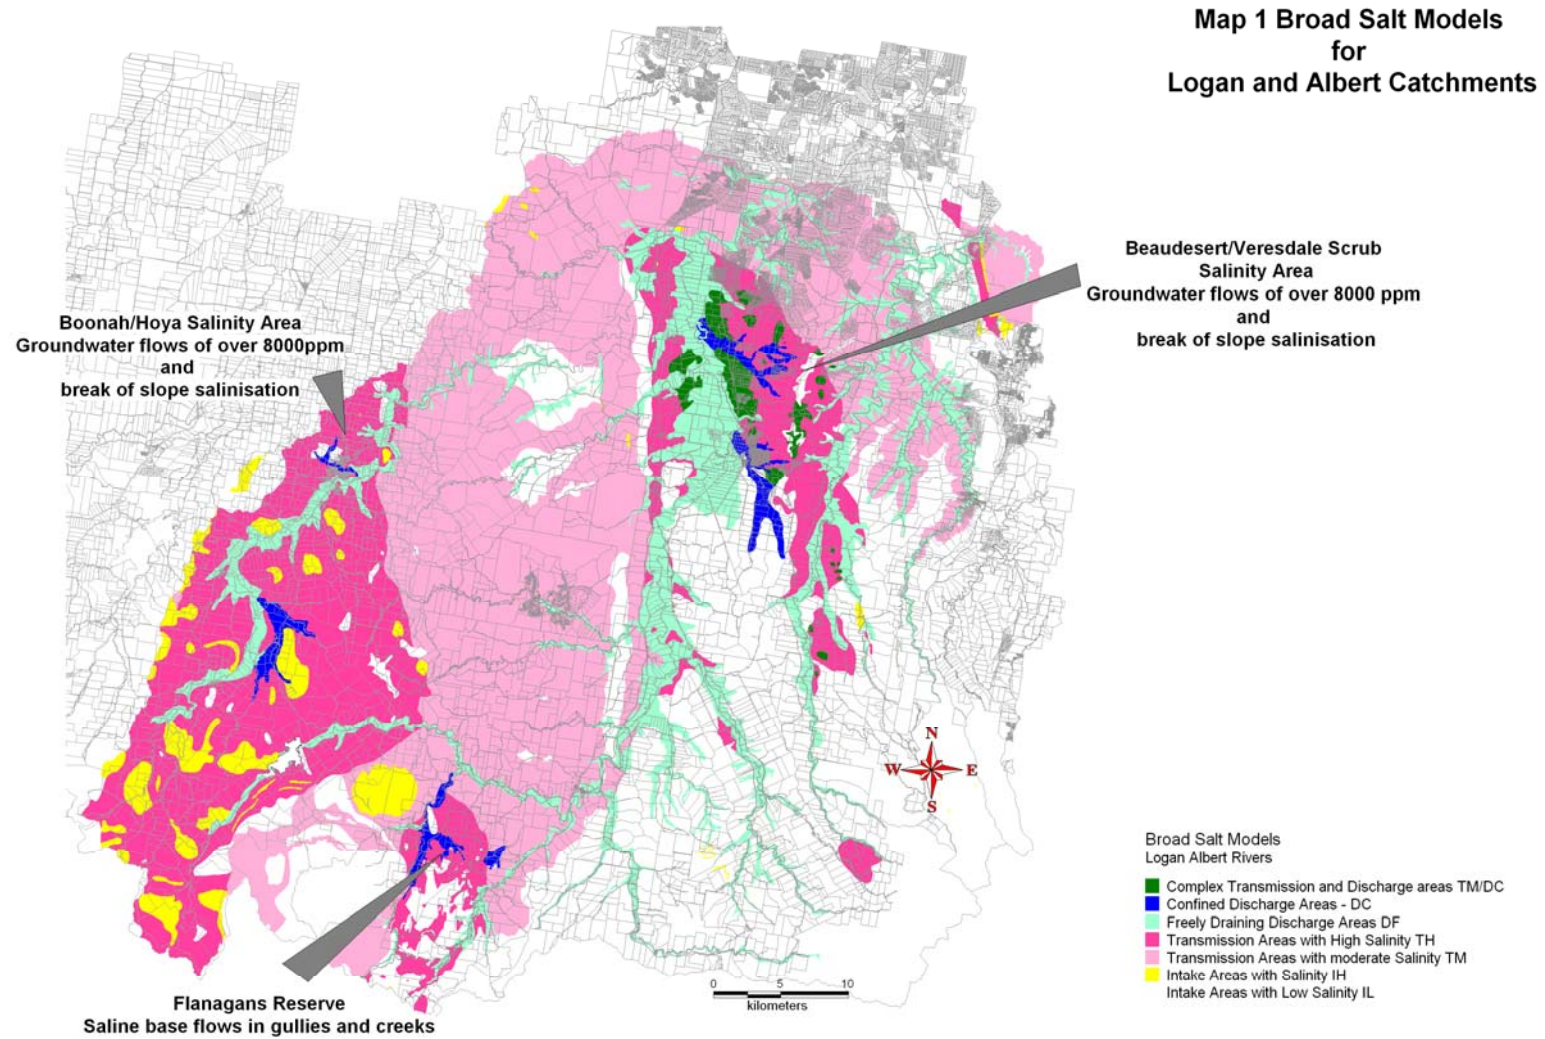 Map 1 Broad Salt Models
for
Logan and Albert Catchments
Beaudesert/Veresdale Scrub
Salinity Area
Groundwater flows of over 8000 ppm
and
break of slope salinisation
Boonah/Hoya Salinity Area
Groundwater flows of over 8000ppm
and
break of slope salinisation
N
W E
S
Broad Salt Models
Logan Albert Rivers
Complex Transmission and Discharge areas TM/DC
Confined Discharge Areas - DC
Freely Draining Discharge Areas DF
Transmission Areas with High Salinity TH
Transmission Areas with moderate Salinity TM
Intake Areas with Salinity IH
Intake Areas with Low Salinity IL
0 5 10
kilometers
Flanagans Reserve
Saline base flows in gullies and creeks